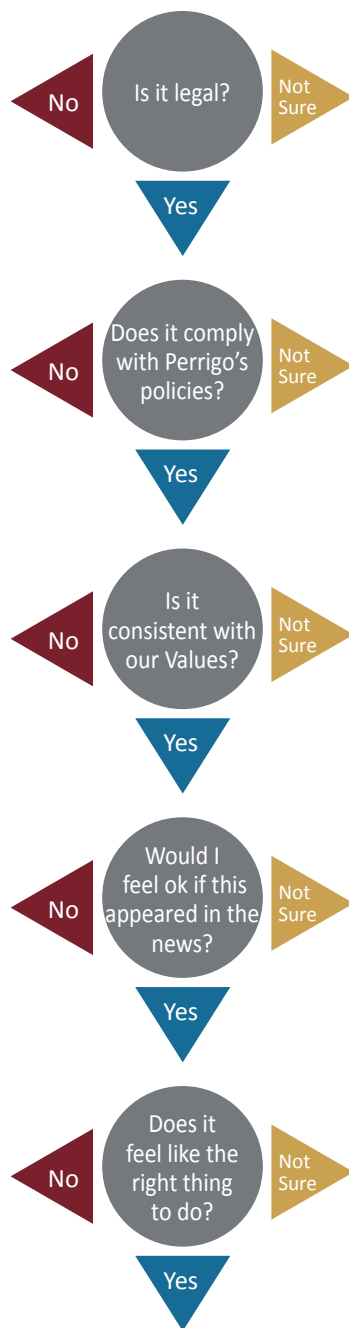 No
Is it legal?
Not
Sure
Yes
No
Does it comply
with Perrigo's
policies?
Not
Sure
Yes
No
Is it
consistent with
our Values?
Not
Sure
Yes
No
Would I
feel ok if this
appeared in the
news?
Not
Sure
Yes
No
Does it
feel like the
right thing
to do?
Not
Sure
Yes